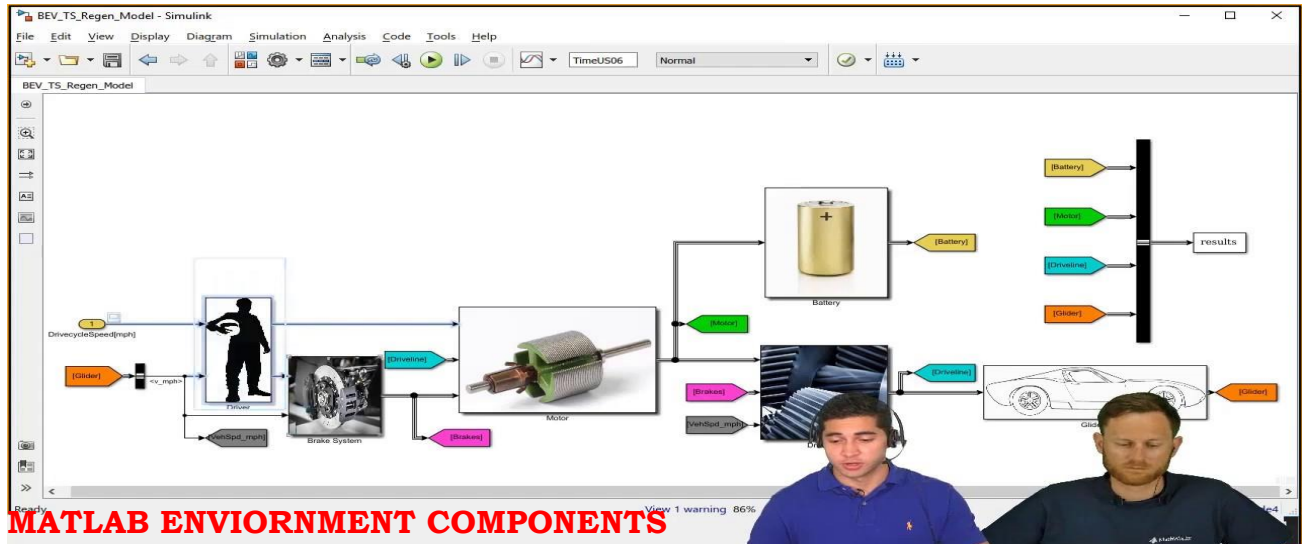 BEV_TS_Regen_Model - Simulink
File Edit View Display Diagram Simulation Analysis Code Tools Help
TimeUS06 Normal
BEV_TS_Regen_Model
[Battery]
[Motor]
[Battery]
results
[Driveline]
Battery
1
[Motor]
[Glider]
DrivecycleSpeed[mph]
[Driveline]
[Driveline]
[Glider]
<v_mph>
[Brakes]
[Glider]
Driver
Motor
VehSpd_mph]
[VehSpd_mph]
Brake System
[Brakes]
Ready
View 1 warning 86%
MATLAB ENVIORNMENT COMPONENTS